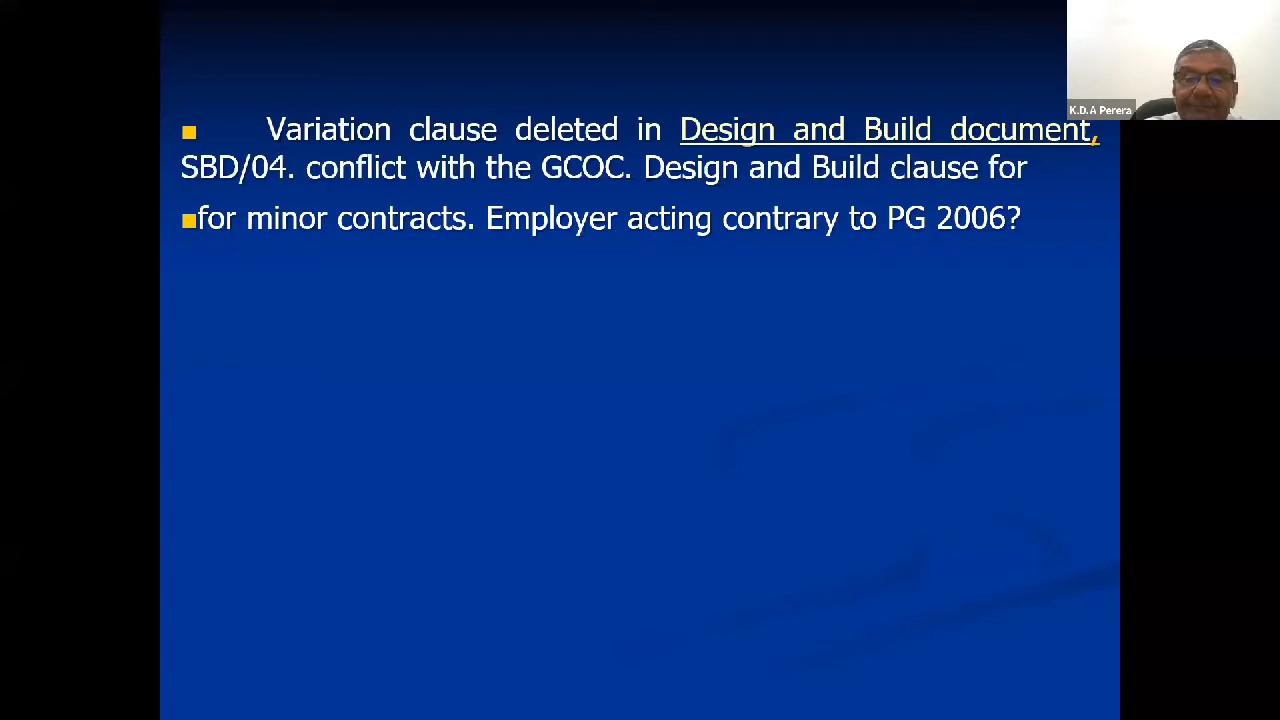 K.D.A Perera
Variation clause deleted in Design and Build document,
SBD/04. conflict with the GCOC. Design and Build clause for
for minor contracts. Employer acting contrary to PG 2006?